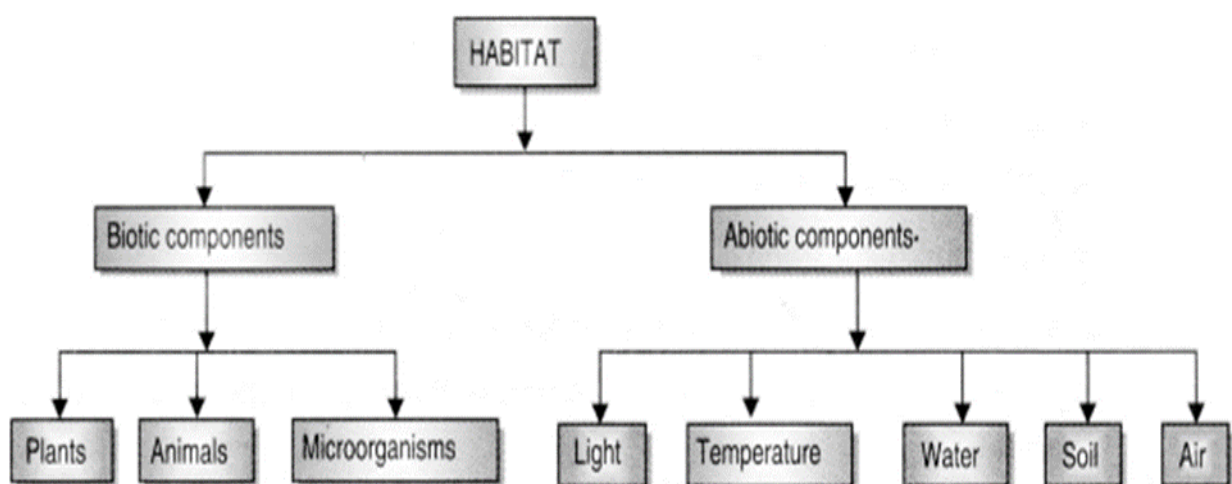 HABITAT
Biotic components
Abiotic components
Plants
Animals
Microorganisms
Light
Temperature
Water
Soil
Air